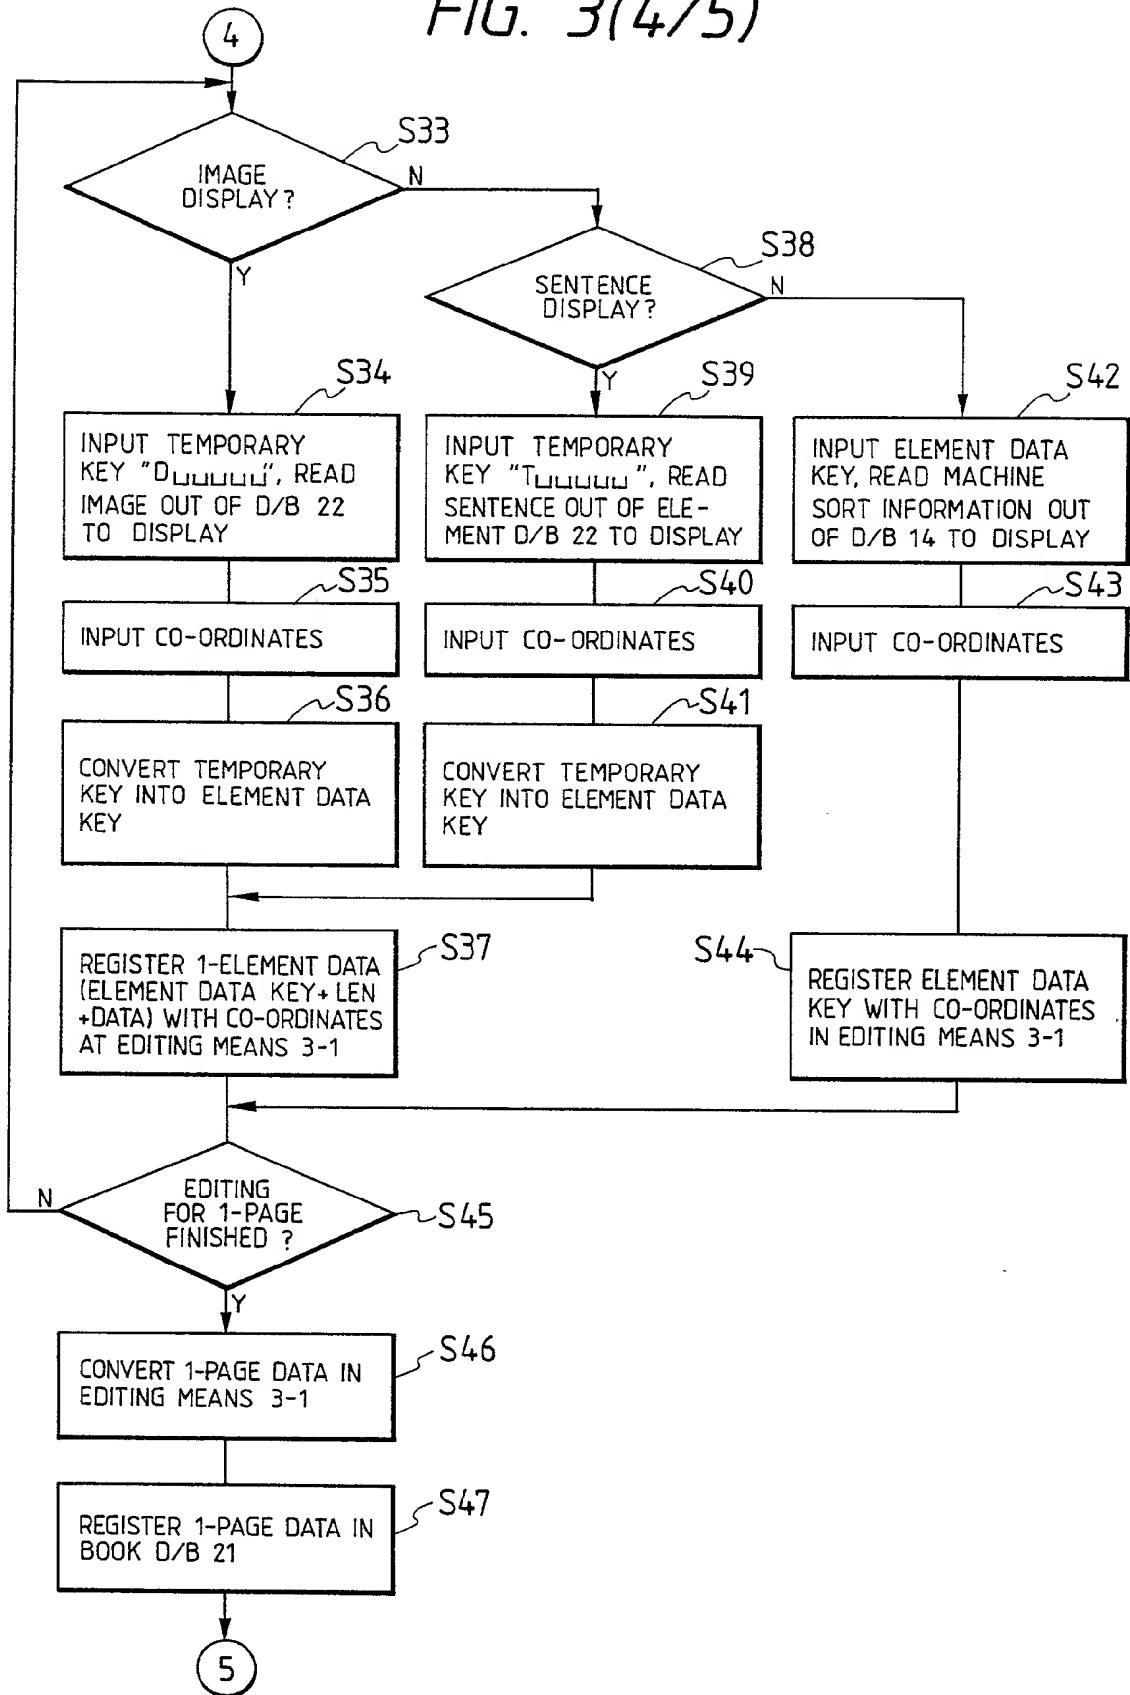 FIG. 3(4/5)
4
S33
IMAGE
DISPLAY?
N
Y
S38
SENTENCE
DISPLAY?
N
Y
S34
INPUT TEMPORARY
KEY "D␣␣␣␣␣", READ
IMAGE OUT OF D/B 22
TO DISPLAY
S39
INPUT TEMPORARY
KEY "T␣␣␣␣␣", READ
SENTENCE OUT OF ELE-
MENT D/B 22 TO DISPLAY
S42
INPUT ELEMENT DATA
KEY, READ MACHINE
SORT INFORMATION OUT
OF D/B 14 TO DISPLAY
S35
INPUT CO-ORDINATES
S40
INPUT CO-ORDINATES
S43
INPUT CO-ORDINATES
S36
CONVERT TEMPORARY
KEY INTO ELEMENT DATA
KEY
S41
CONVERT TEMPORARY
KEY INTO ELEMENT DATA
KEY
S37
REGISTER 1-ELEMENT DATA
(ELEMENT DATA KEY+LEN
+DATA) WITH CO-ORDINATES
AT EDITING MEANS 3-1
S44
REGISTER ELEMENT DATA
KEY WITH CO-ORDINATES
IN EDITING MEANS 3-1
N
EDITING
FOR 1-PAGE
FINISHED ?
S45
Y
S46
CONVERT 1-PAGE DATA IN
EDITING MEANS 3-1
S47
REGISTER 1-PAGE DATA IN
BOOK D/B 21
5